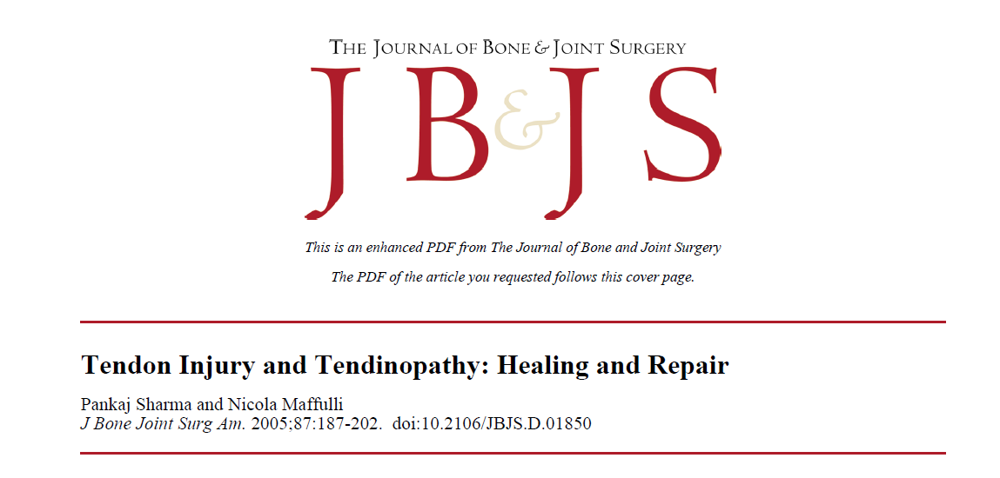 THE JOURNAL OF BONE & JOINT SURGERY
J B & J S
This is an enhanced PDF from The Journal of Bone and Joint Surgery
The PDF of the article you requested follows this cover page.
Tendon Injury and Tendinopathy: Healing and Repair
Pankaj Sharma and Nicola Maffulli
J Bone Joint Surg Am. 2005;87:187-202. doi:10.2106/JBJS.D.01850